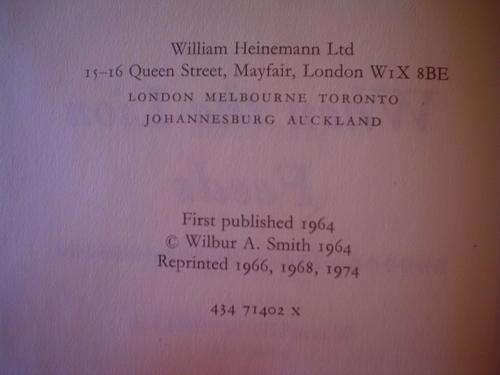 William Heinemann Ltd
15–16 Queen Street, Mayfair, London W1X 8BE
LONDON MELBOURNE TORONTO
JOHANNESBURG AUCKLAND
First published 1964
© Wilbur A. Smith 1964
Reprinted 1966, 1968, 1974
434 71402 X